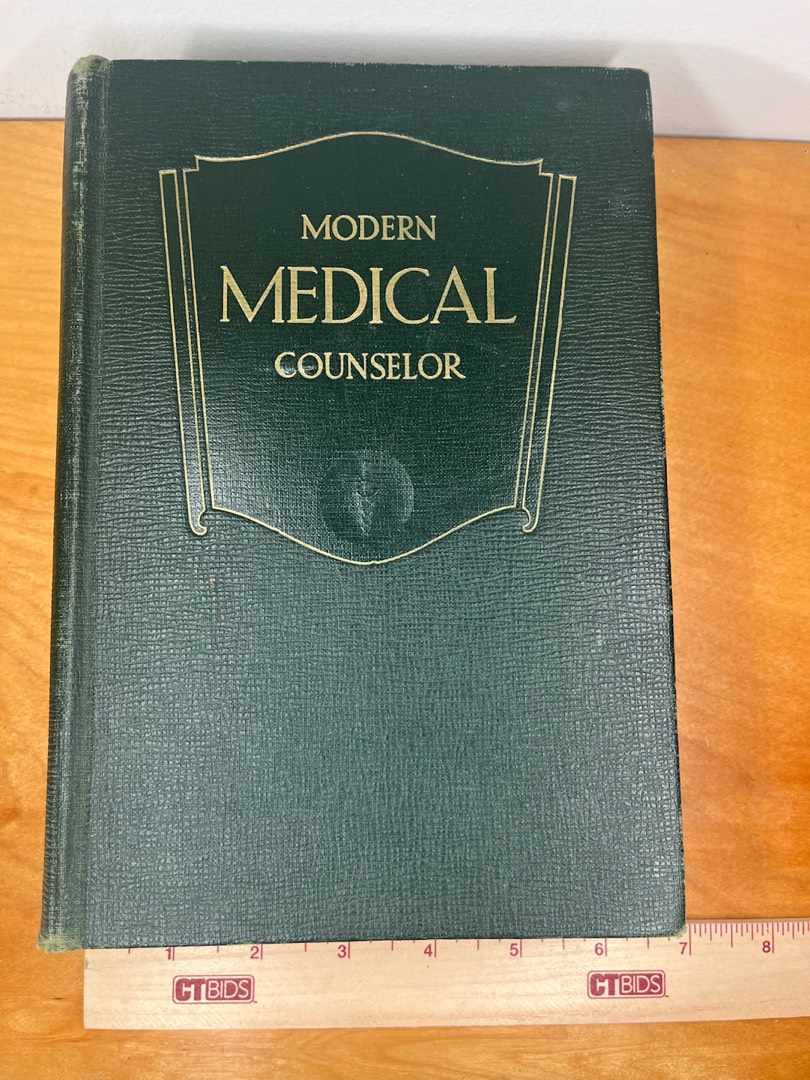 MODERN
MEDICAL
COUNSELOR
1 2 3 4 5 6 7 8
CTBIDS CTBIDS